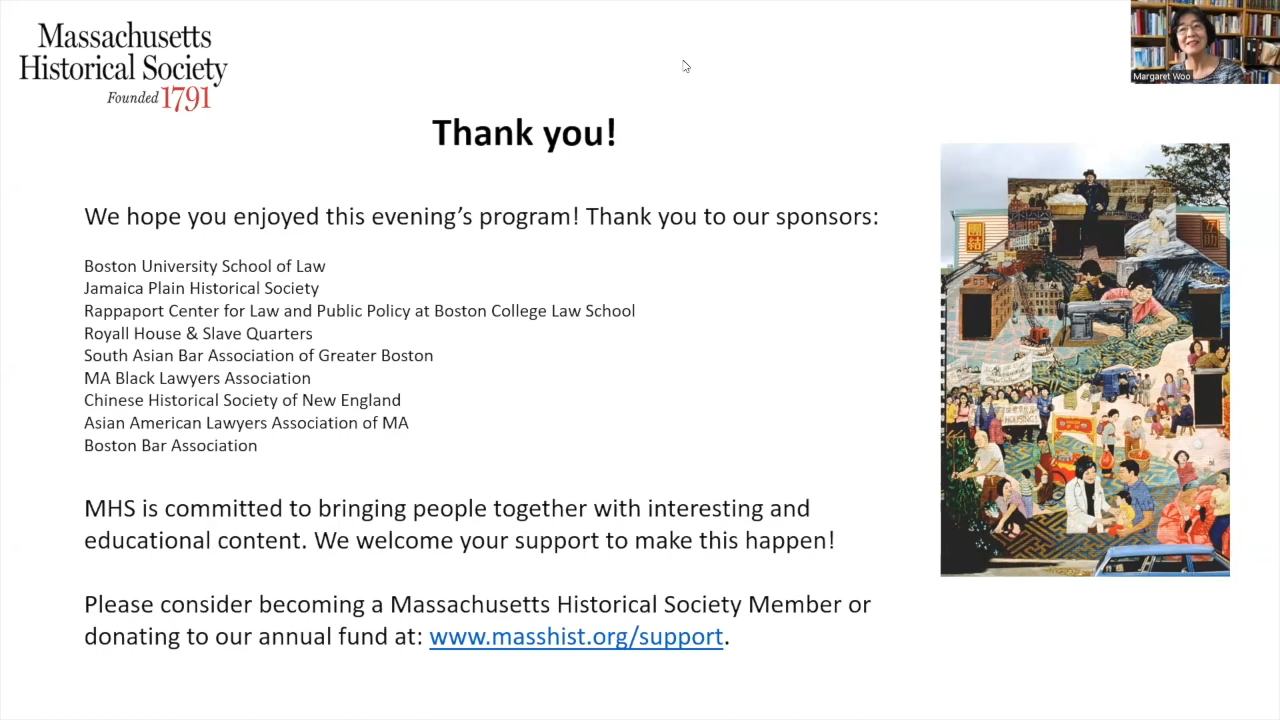 Massachusetts
Historical Society
Founded 1791
Margaret Woo
Thank you!
We hope you enjoyed this evening’s program! Thank you to our sponsors:
Boston University School of Law
Jamaica Plain Historical Society
Rappaport Center for Law and Public Policy at Boston College Law School
Royall House & Slave Quarters
South Asian Bar Association of Greater Boston
MA Black Lawyers Association
Chinese Historical Society of New England
Asian American Lawyers Association of MA
Boston Bar Association
MHS is committed to bringing people together with interesting and
educational content. We welcome your support to make this happen!
Please consider becoming a Massachusetts Historical Society Member or
donating to our annual fund at: www.masshist.org/support.
團結
互助
HOUSING!